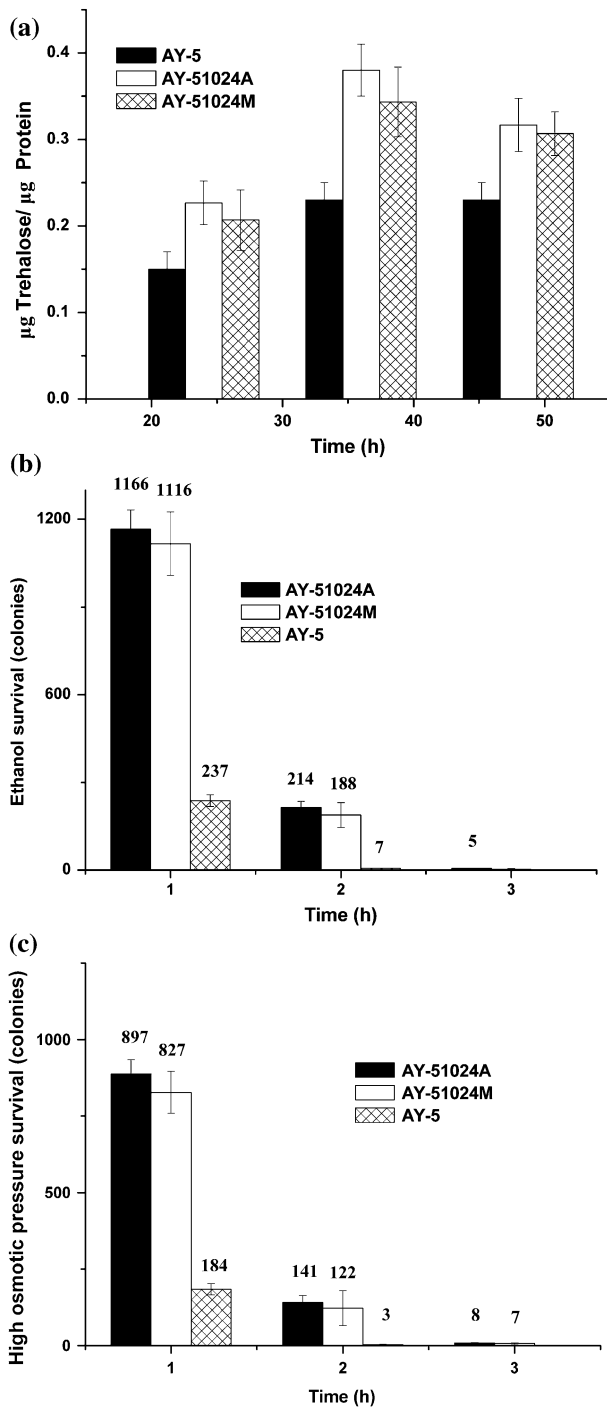 (a)
AY-5
AY-51024A
AY-51024M
µg Trehalose/ µg Protein
0.4
0.3
0.2
0.1
0.0
20 30 40 50
Time (h)
(b)
1166 1116
1200
AY-51024A
AY-51024M
AY-5
Ethanol survival (colonies)
600
237
214 188
7
5
0
1 2 3
Time (h)
(c)
897 827
1000
AY-51024A
AY-51024M
AY-5
High osmotic pressure survival (colonies)
500
184
141 122
3
8 7
0
1 2 3
Time (h)